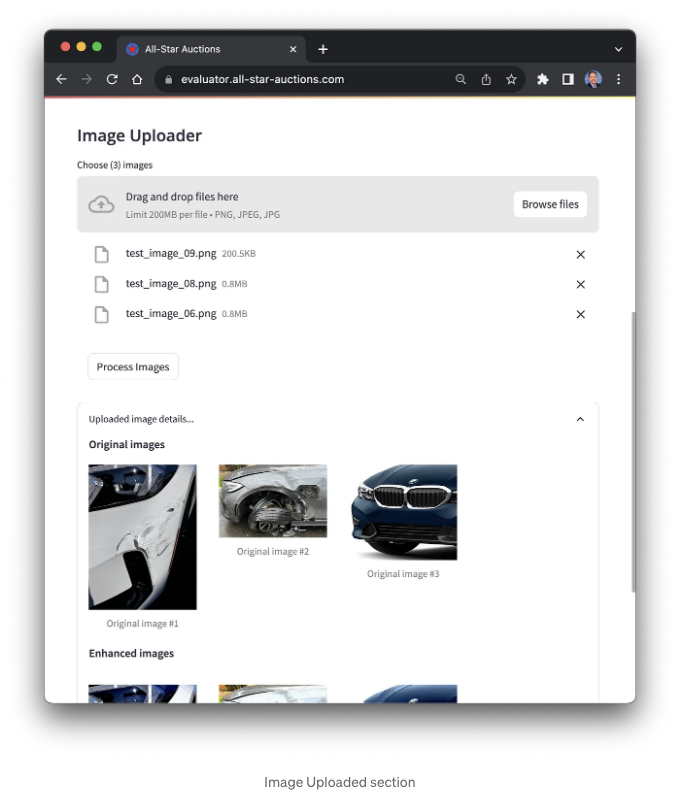 All-Star Auctions
evaluator.all-star-auctions.com
Image Uploader
Choose (3) images
Drag and drop files here
Limit 200MB per file • PNG, JPEG, JPG
Browse files
test_image_09.png 200.5KB
test_image_08.png 0.8MB
test_image_06.png 0.8MB
Process Images
Uploaded image details...
Original images
Original image #2
Original image #3
Original image #1
Enhanced images
Image Uploaded section